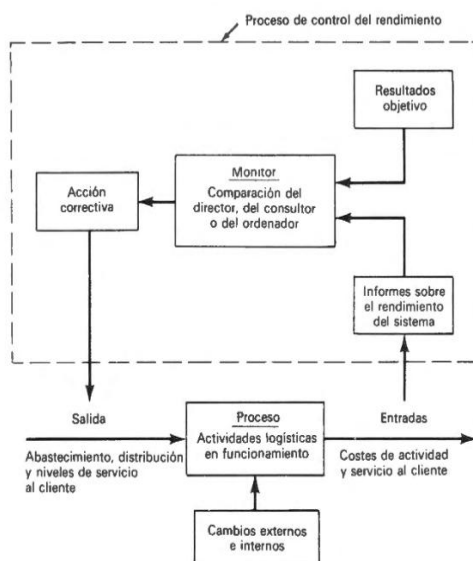 Proceso de control del rendimiento
Resultados
objetivo
Monitor
Comparación del
director, del consultor
o del ordenador
Acción
correctiva
Informes sobre
el rendimiento
del sistema
Salida
Abastecimiento, distribución
y niveles de servicio
al cliente
Proceso
Actividades logísticas
en funcionamiento
Entradas
Costes de actividad
y servicio al cliente
Cambios externos
e internos